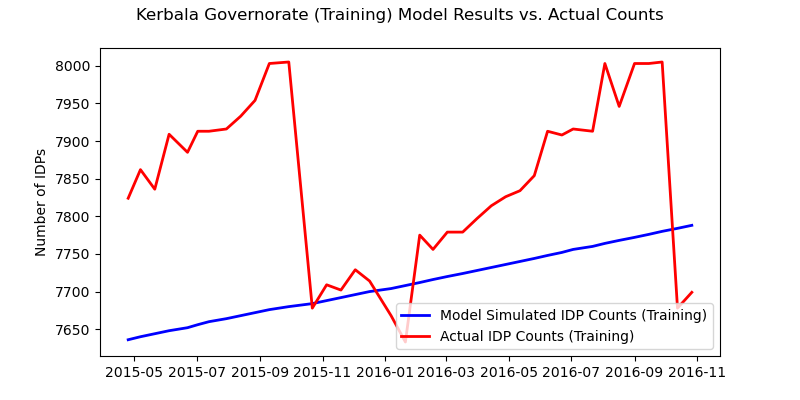 Kerbala Governorate (Training) Model Results vs. Actual Counts
Number of IDPs
8000
7950
7900
7850
7800
7750
7700
7650
Model Simulated IDP Counts (Training)
Actual IDP Counts (Training)
2015-05 2015-07 2015-09 2015-11 2016-01 2016-03 2016-05 2016-07 2016-09 2016-11